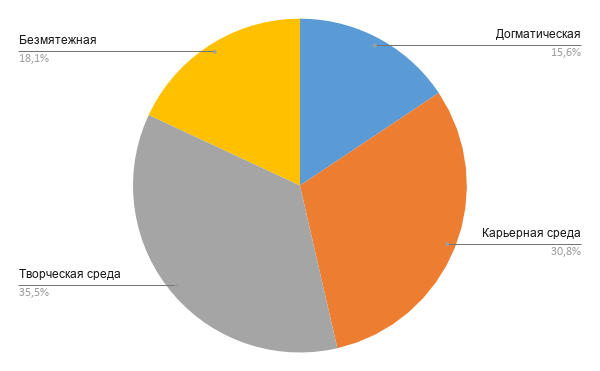 Безмятежная
18,1%
Догматическая
15,6%
Карьерная среда
30,8%
Творческая среда
35,5%